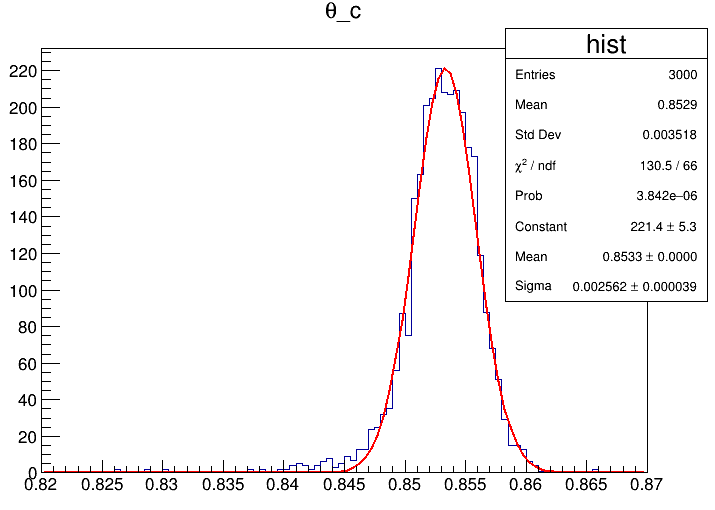 θ_c
hist
Entries 3000
Mean 0.8529
Std Dev 0.003518
χ² / ndf 130.5 / 66
Prob 3.842e−06
Constant 221.4 ± 5.3
Mean 0.8533 ± 0.0000
Sigma 0.002562 ± 0.000039
220
200
180
160
140
120
100
80
60
40
20
0
0.82 0.825 0.83 0.835 0.84 0.845 0.85 0.855 0.86 0.865 0.87